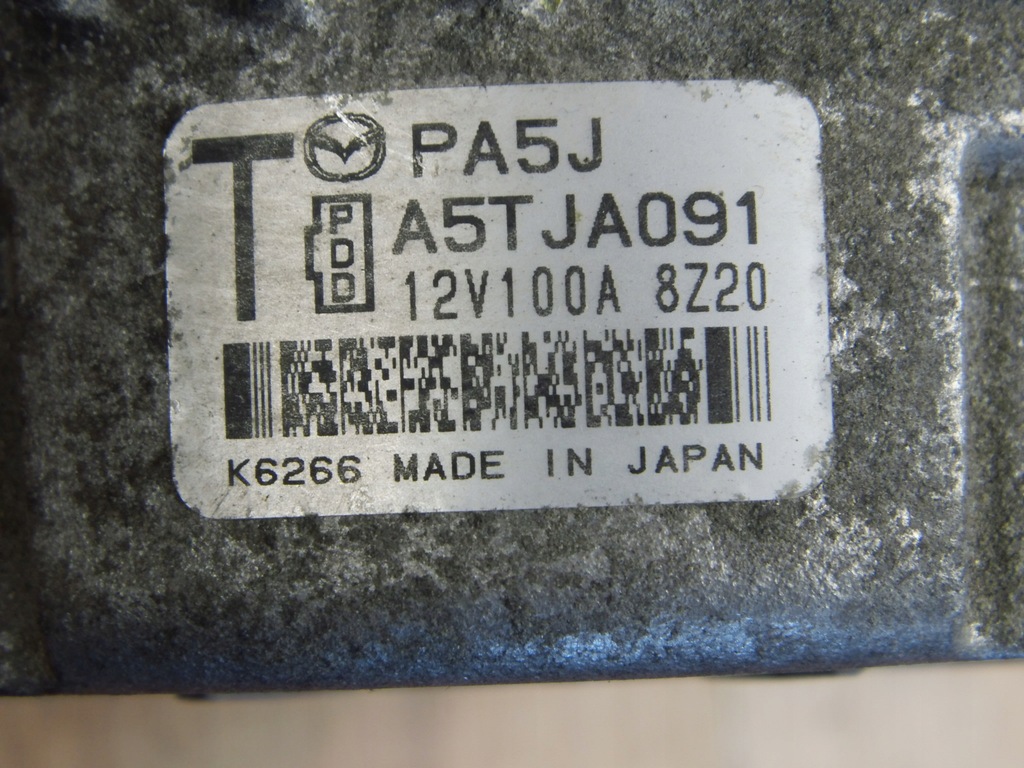 T PA5J
PDD A5TJA091
12V100A 8Z20
K6266 MADE IN JAPAN